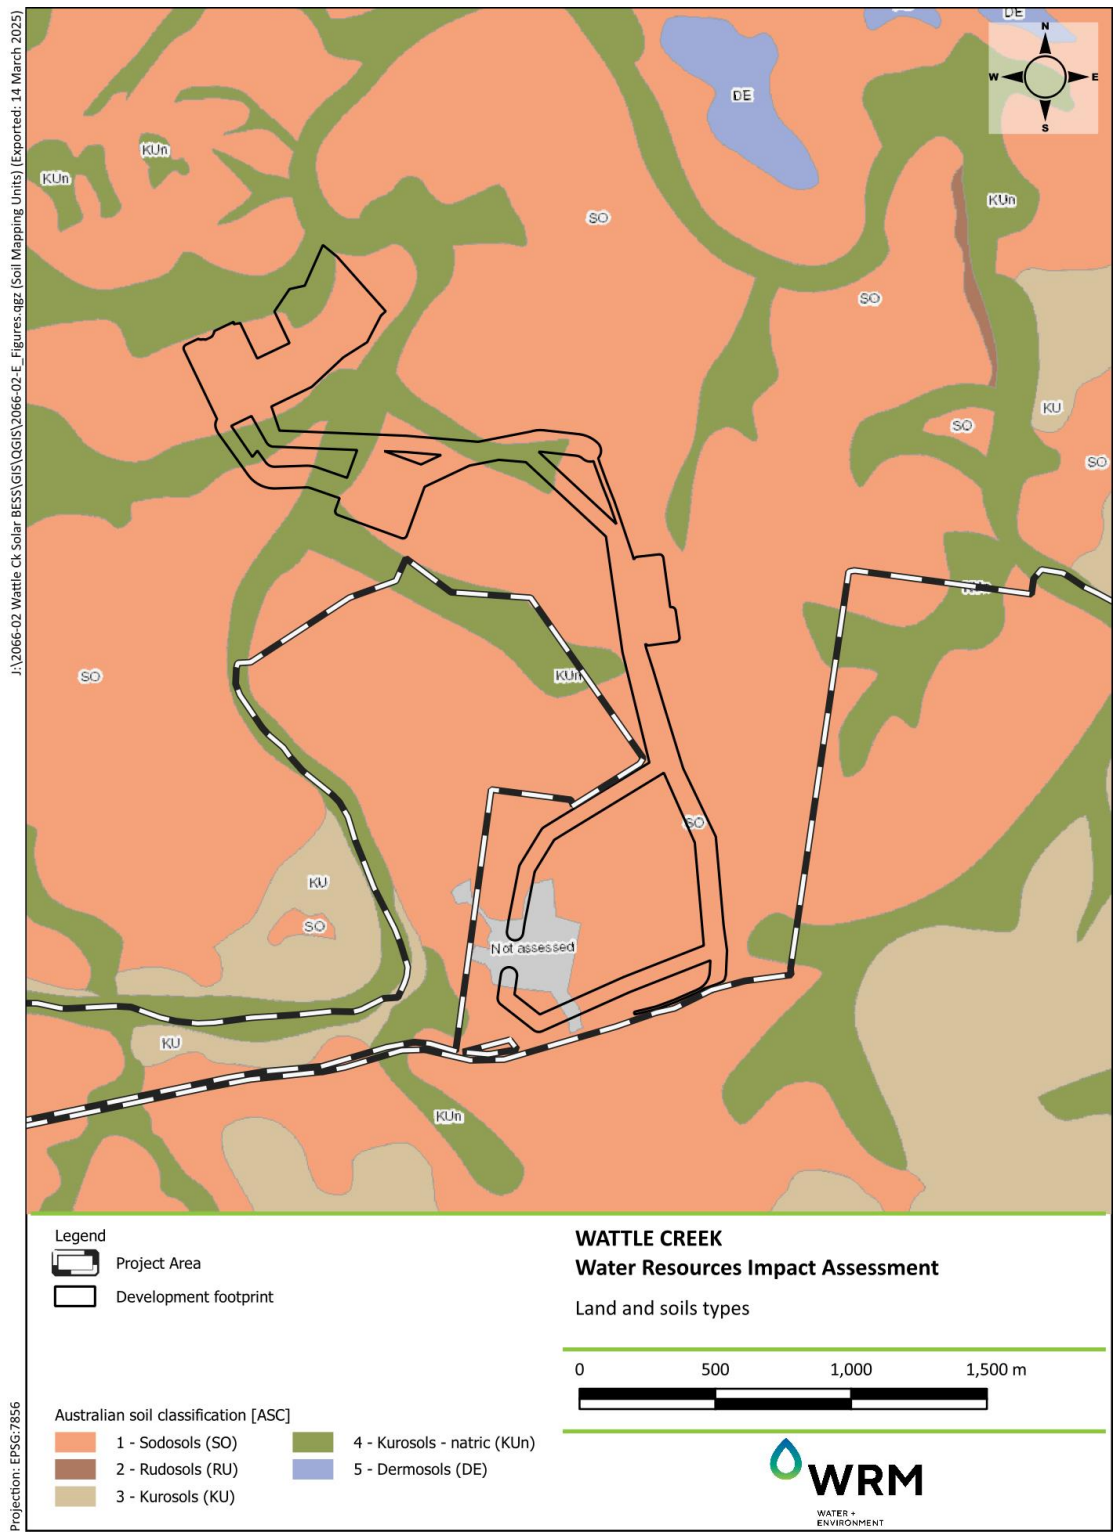 J:\2066-02 Wattle Ck Solar BESS\GIS\QGIS\2066-02-E_Figures.qgz (Soil Mapping Units) (Exported: 14 March 2025)
Projection: EPSG:7856
DE
N
W
E
S
DE
KUn
KUn
KUn
SO
SO
KU
SO
SO
SO
KUn
SO
KU
SO
Not assessed
KU
KUn
Legend
Project Area
Development footprint
Australian soil classification [ASC]
1 - Sodosols (SO)
2 - Rudosols (RU)
3 - Kurosols (KU)
4 - Kurosols - natric (KUn)
5 - Dermosols (DE)
WATTLE CREEK
Water Resources Impact Assessment
Land and soils types
0 500 1,000 1,500 m
WRM
WATER +
ENVIRONMENT